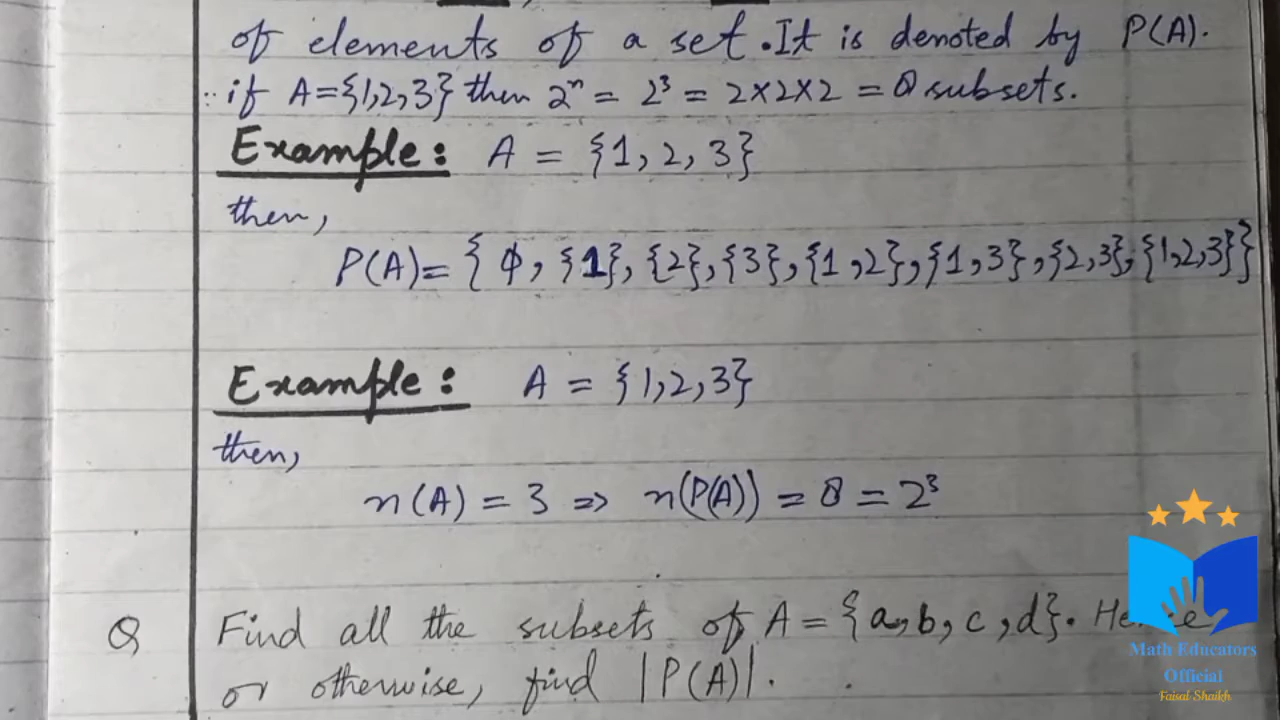 of elements of a set. It is denoted by P(A).
∵ if A={1,2,3} then 2ⁿ = 2³ = 2×2×2 = 8 subsets.
Example: A = {1, 2, 3}
then,
P(A)= { ϕ, {1}, {2}, {3}, {1,2}, {1,3}, {2,3}, {1,2,3}}
Example: A = {1,2,3}
then,
n(A) = 3 => n(P(A)) = 8 = 2³
Q Find all the subsets of A = {a, b, c, d}. Hence
or otherwise, find |P(A)|.
Math Educators
Official
Faisal Shaikh